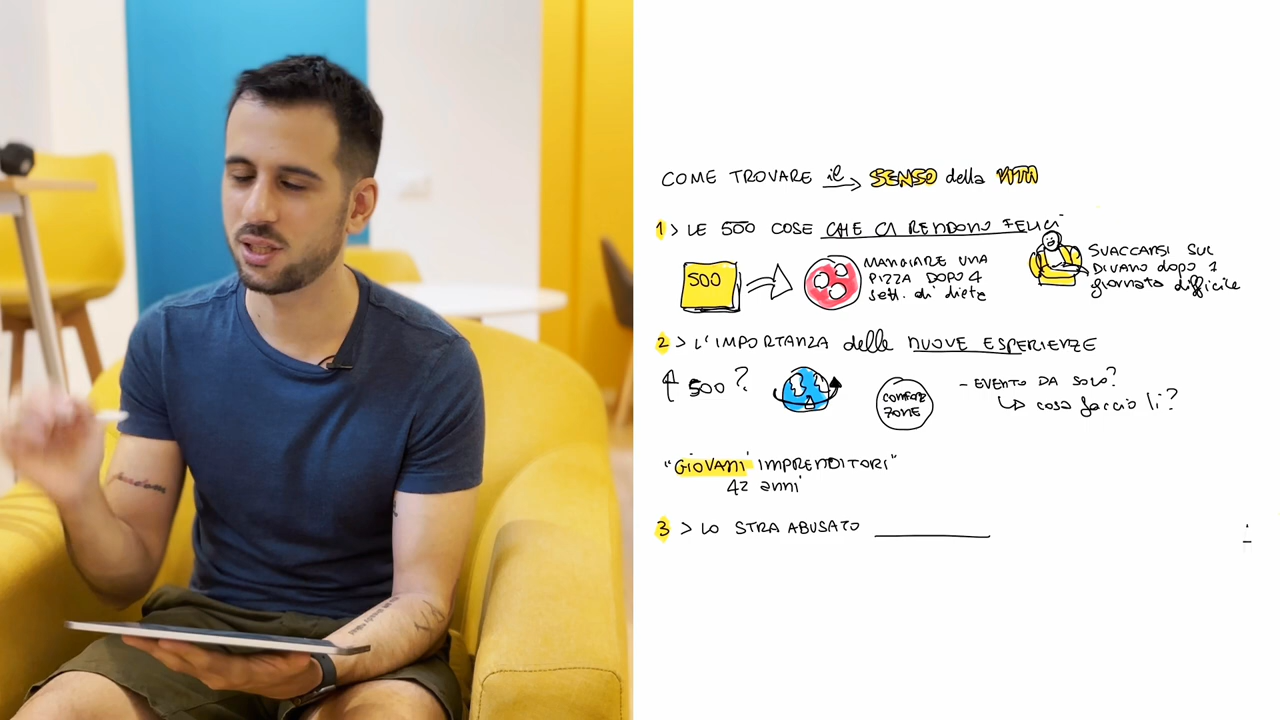 COME TROVARE il SENSO della VITA
1> LE 500 COSE CHE CI RENDONO FELICI
500
MANGIARE UNA
PIZZA DOPO 4
sett. di dieta
SVACCARSI SUL
DIVANO dopo 1
giornata difficile
2> L'IMPORTANZA delle NUOVE ESPERIENZE
500?
COMFORT
ZONE
- EVENTO DA SOLO?
cosa faccio lì?
"GIOVANI IMPRENDITORI"
42 anni
3> LO STRA ABUSATO